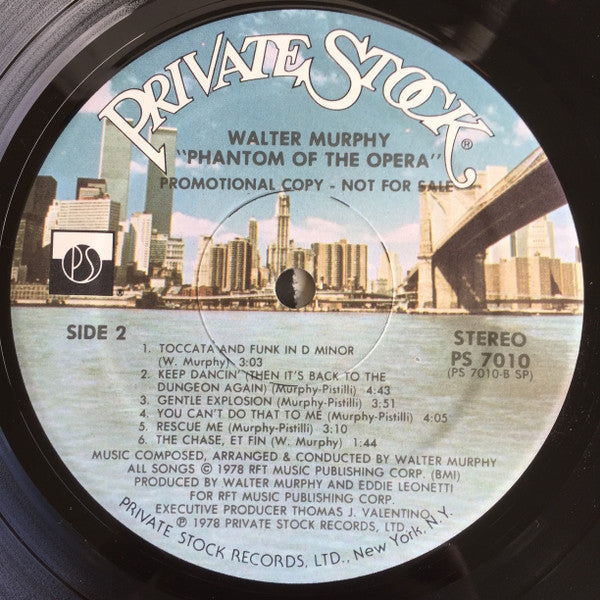 PRIVATE STOCK®
WALTER MURPHY
"PHANTOM OF THE OPERA"
PROMOTIONAL COPY - NOT FOR SALE
PS
SIDE 2
STEREO
PS 7010
(PS 7010-B SP)
1. TOCCATA AND FUNK IN D MINOR
(W. Murphy) 3:03
2. KEEP DANCIN' (THEN IT'S BACK TO THE
DUNGEON AGAIN) (Murphy-Pistilli) 4:43
3. GENTLE EXPLOSION (Murphy-Pistilli) 3:51
4. YOU CAN'T DO THAT TO ME (Murphy-Pistilli) 4:05
5. RESCUE ME (Murphy-Pistilli) 3:10
6. THE CHASE, ET FIN (W. Murphy) 1:44
MUSIC COMPOSED, ARRANGED & CONDUCTED BY WALTER MURPHY
ALL SONGS © 1978 RFT MUSIC PUBLISHING CORP. (BMI)
PRODUCED BY WALTER MURPHY AND EDDIE LEONETTI
FOR RFT MUSIC PUBLISHING CORP.
EXECUTIVE PRODUCER THOMAS J. VALENTINO
℗ 1978 PRIVATE STOCK RECORDS, LTD.
PRIVATE STOCK RECORDS, LTD., New York, N.Y.